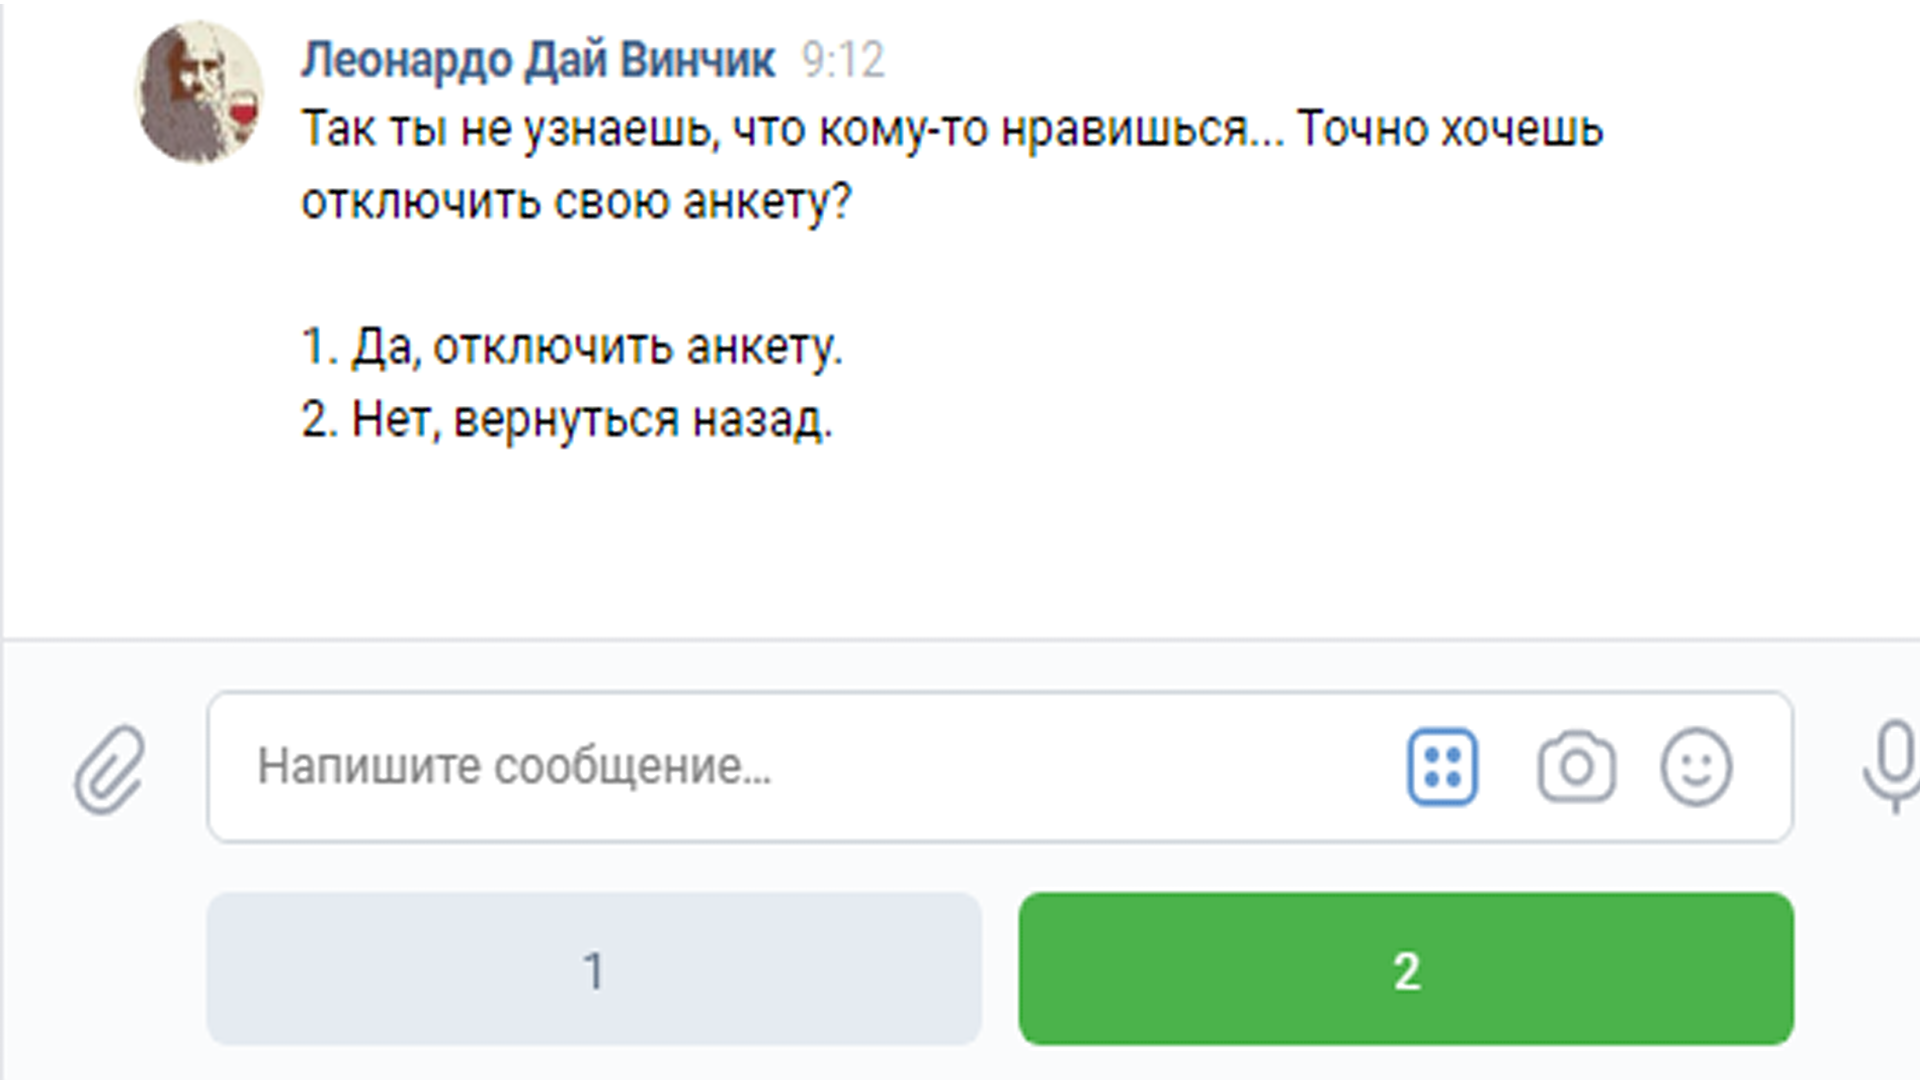 Леонардо Дай Винчик 9:12
Так ты не узнаешь, что кому-то нравишься... Точно хочешь
отключить свою анкету?
1. Да, отключить анкету.
2. Нет, вернуться назад.
Напишите сообщение...
1
2